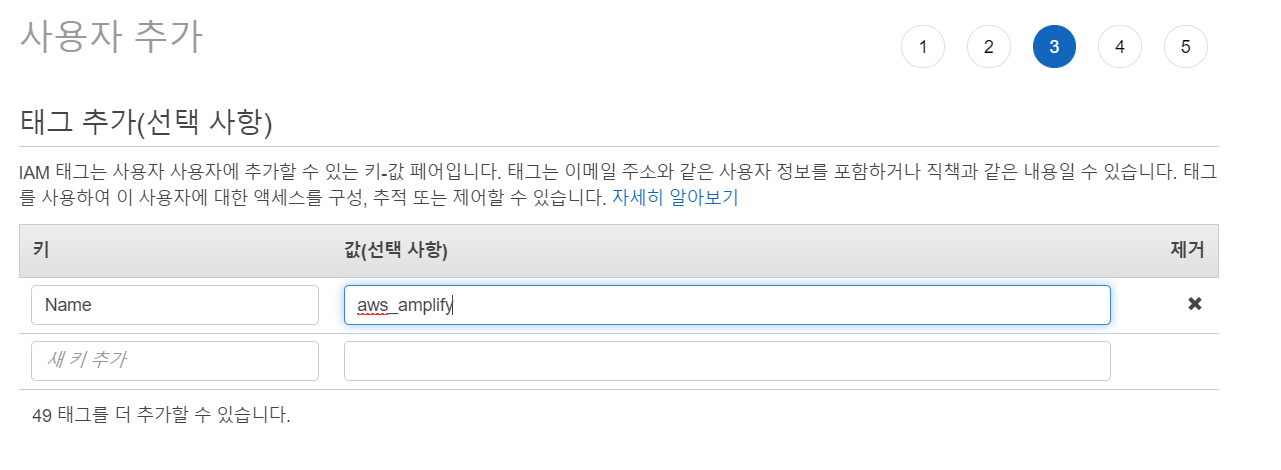 사용자 추가
1 2 3 4 5
태그 추가(선택 사항)
IAM 태그는 사용자 사용자에 추가할 수 있는 키-값 페어입니다. 태그는 이메일 주소와 같은 사용자 정보를 포함하거나 직책과 같은 내용일 수 있습니다. 태그
를 사용하여 이 사용자에 대한 액세스를 구성, 추적 또는 제어할 수 있습니다. 자세히 알아보기
키 값(선택 사항) 제거
Name aws_amplify
새 키 추가
49 태그를 더 추가할 수 있습니다.